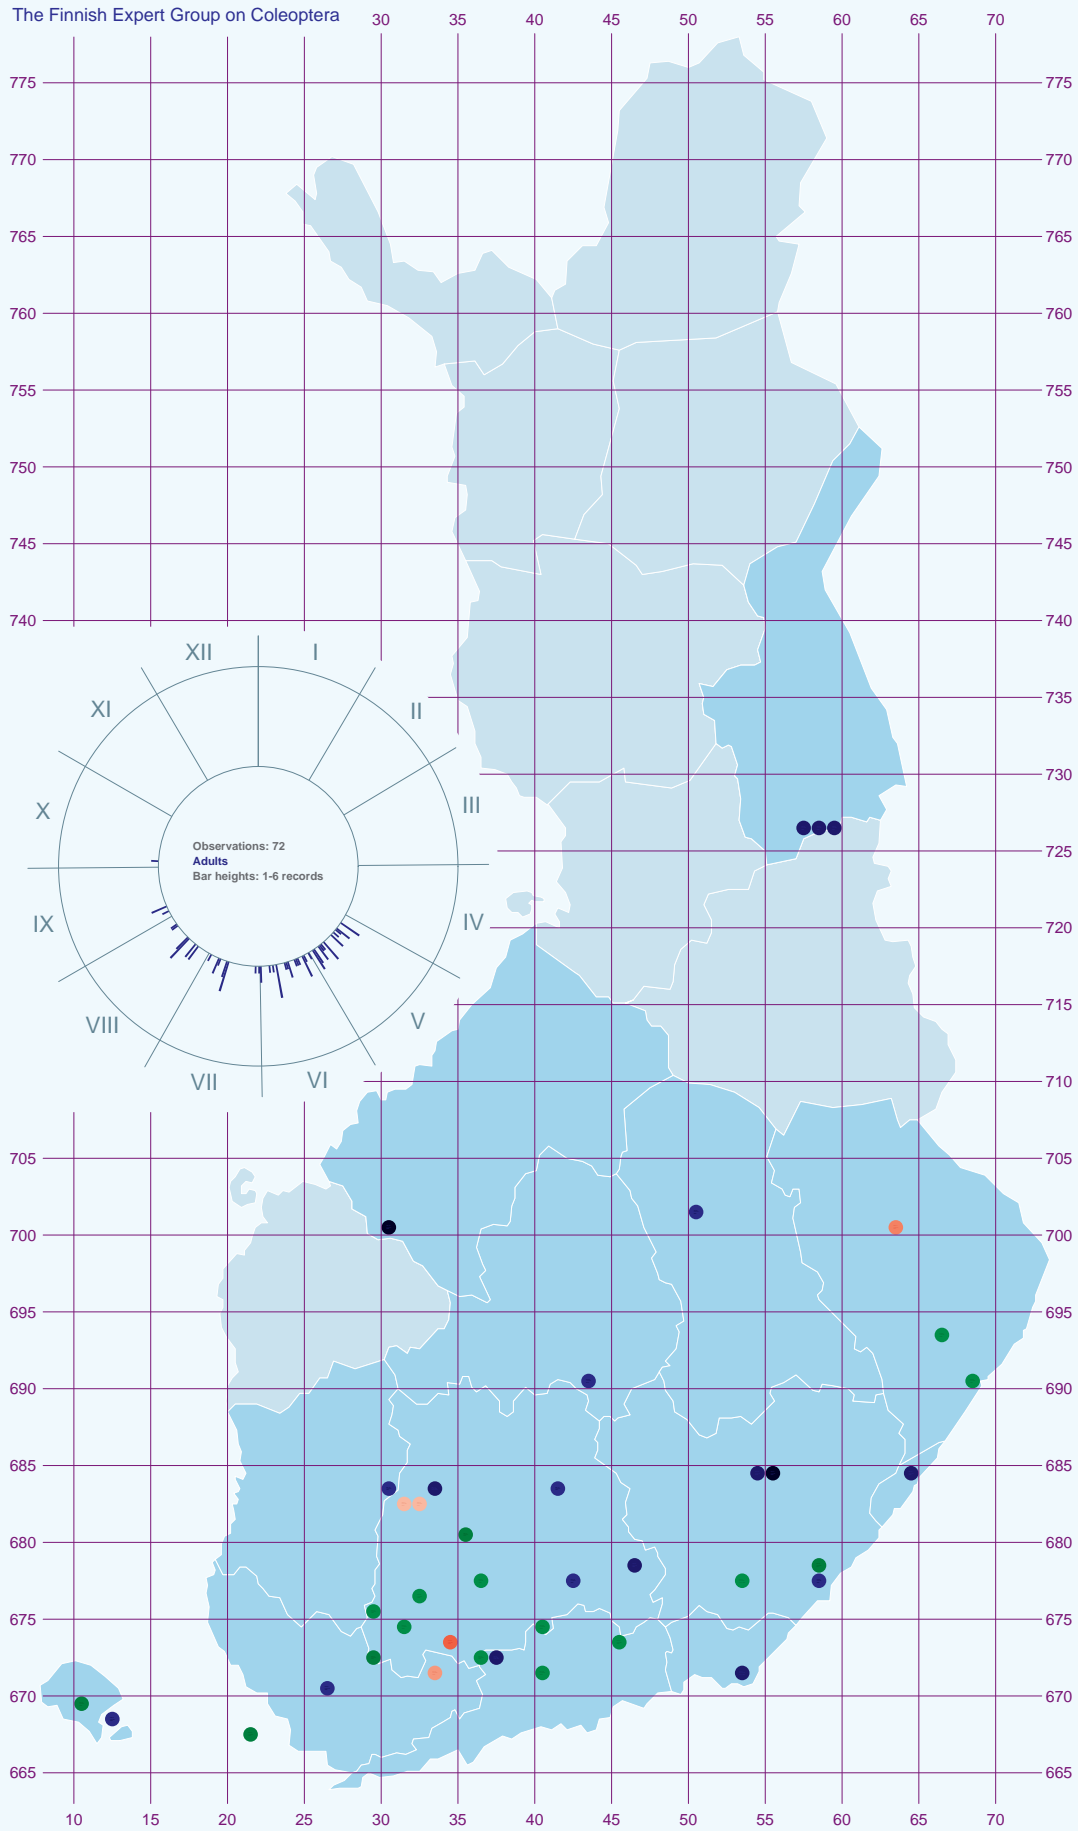 The Finnish Expert Group on Coleoptera
30 35 40 45 50 55 60 65 70
775 775
770 770
765 765
760 760
755 755
750 750
745 745
740 740
XII I
XI II
735
730
X III
Observations: 72
Adults
Bar heights: 1-6 records
725
IX IV
720 720
715
VIII V
VII VI
710
705 705
700 700
695 695
690 690
685 685
680 680
675 675
670 670
665 665
10 15 20 25 30 35 40 45 50 55 60 65 70